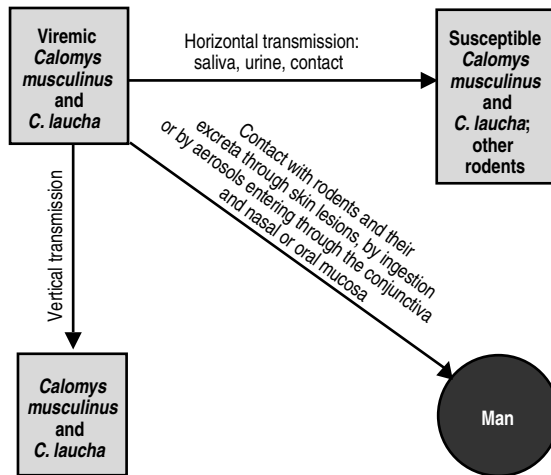 Viremic
Calomys
musculinus
and
C. laucha
Horizontal transmission:
saliva, urine, contact
Susceptible
Calomys
musculinus
and
C. laucha;
other
rodents
Contact with rodents and their
excreta through skin lesions, by ingestion
or by aerosols entering through the conjunctiva
and nasal or oral mucosa
Vertical transmission
Calomys
musculinus
and
C. laucha
Man